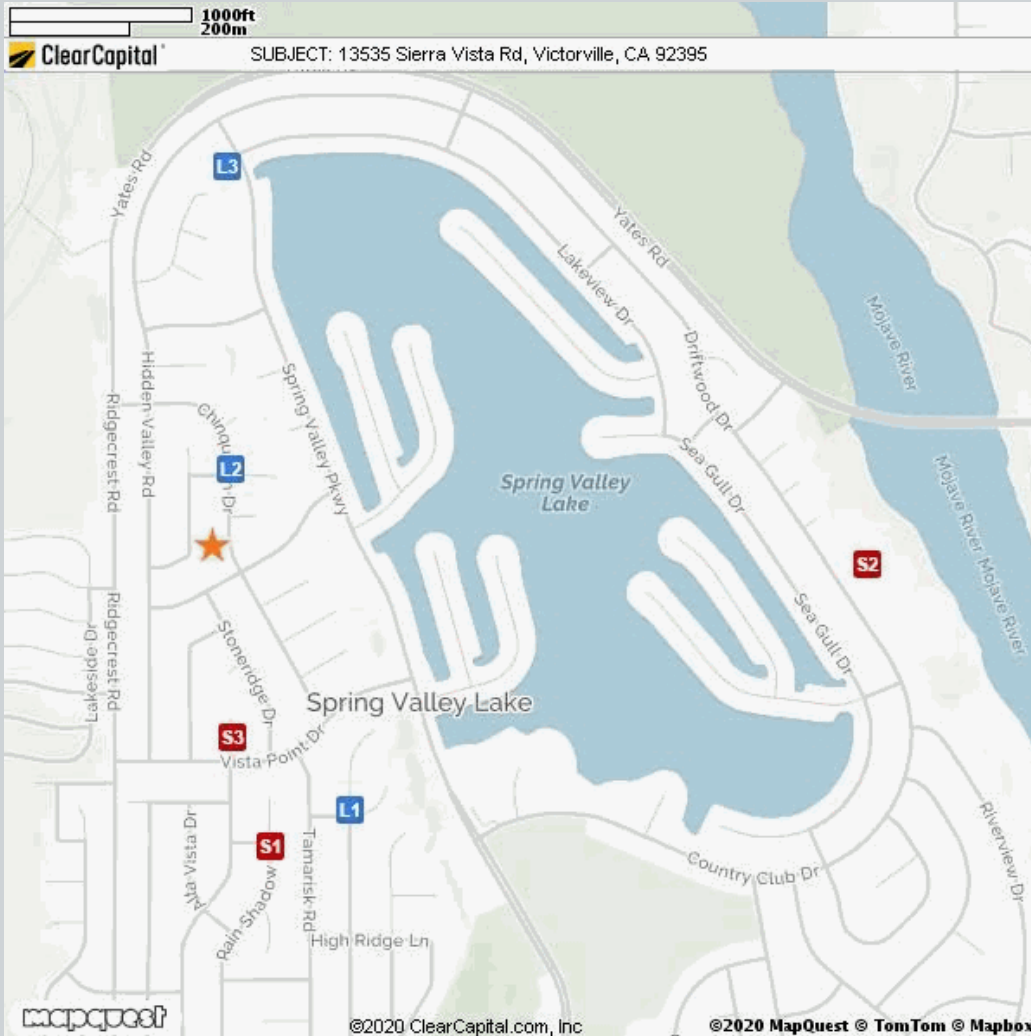 1000ft
200m
ClearCapital
SUBJECT: 13535 Sierra Vista Rd, Victorville, CA 92395
L3
Yates Rd
Yates Rd
Lakeview Dr
Mojave River
Driftwood Dr
Hidden Valley Rd
Spring Valley Pkwy
Ridgecrest Rd
L2
Sea Gull Dr
Spring Valley
Lake
Mojave River
Mojave River
S2
Ridgecrest Rd
Lakeside Dr
Stoneridge Dr
Sea Gull Dr
Spring Valley Lake
S3
Vista Point Dr
L1
S1
Alta Vista Dr
Tamarisk Rd
Rain Shadow
High Ridge Ln
Country Club Dr
Riverview Dr
mapquest
©2020 ClearCapital.com, Inc
©2020 MapQuest © TomTom © Mapbox